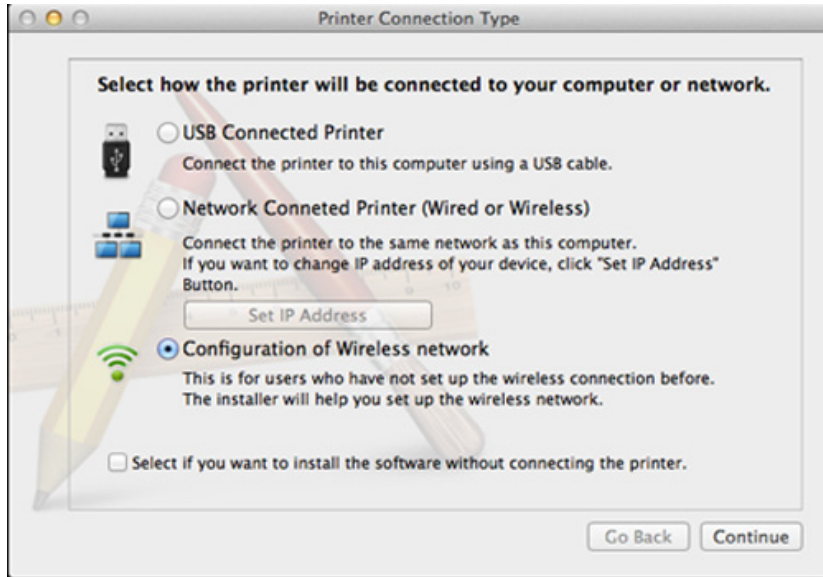 Printer Connection Type
Select how the printer will be connected to your computer or network.
USB Connected Printer
Connect the printer to this computer using a USB cable.
Network Conneted Printer (Wired or Wireless)
Connect the printer to the same network as this computer.
If you want to change IP address of your device, click "Set IP Address"
Button.
Set IP Address
Configuration of Wireless network
This is for users who have not set up the wireless connection before.
The installer will help you set up the wireless network.
Select if you want to install the software without connecting the printer.
Go Back Continue